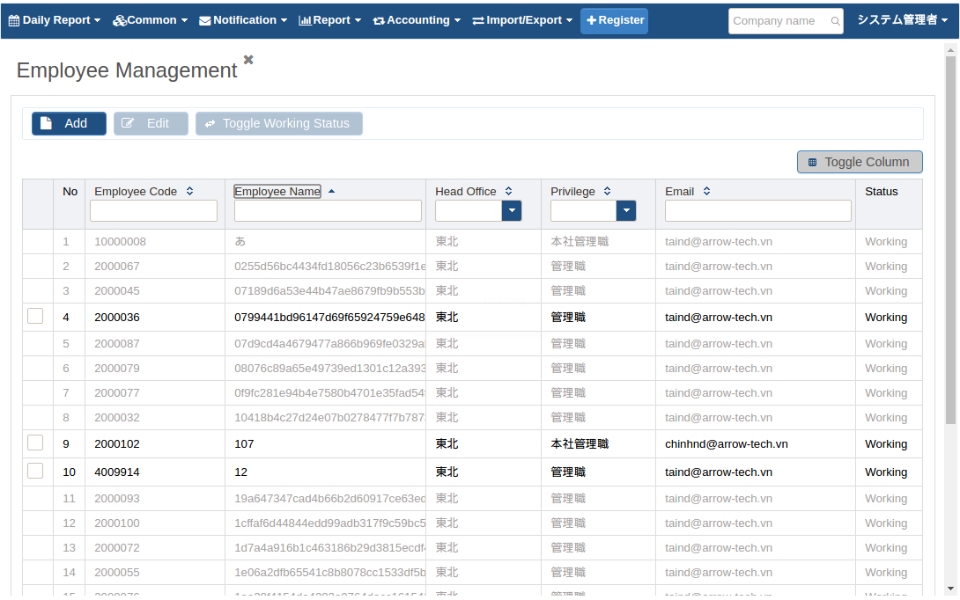 Daily Report Common Notification Report Accounting Import/Export Register Company name システム管理者
Employee Management
Add Edit Toggle Working Status
Toggle Column
No Employee Code Employee Name Head Office Privilege Email Status
1 10000008 あ 東北 本社管理職 taind@arrow-tech.vn Working
2 2000067 0255d56bc4434fd18056c23b6539f1e 東北 管理職 taind@arrow-tech.vn Working
3 2000045 07189d6a53e44b47ae8679fb9b553b 東北 管理職 taind@arrow-tech.vn Working
4 2000036 0799441bd96147d69f65924759e648 東北 管理職 taind@arrow-tech.vn Working
5 2000087 07d9cd4a4679477a866b969fe0329a 東北 管理職 taind@arrow-tech.vn Working
6 2000079 08076c89a65e49739ed1301c12a393 東北 管理職 taind@arrow-tech.vn Working
7 2000077 0f9fc281e94b4e7580b4701e35fad54 東北 管理職 taind@arrow-tech.vn Working
8 2000032 10418b4c27d24e07b0278477f7b787 東北 管理職 taind@arrow-tech.vn Working
9 2000102 107 東北 本社管理職 chinhnd@arrow-tech.vn Working
10 4009914 12 東北 管理職 taind@arrow-tech.vn Working
11 2000093 19a647347cad4b66b2d60917ce63ed 東北 管理職 taind@arrow-tech.vn Working
12 2000100 1cffaf6d44844edd99adb317f9c59bc5 東北 管理職 taind@arrow-tech.vn Working
13 2000072 1d7a4a916b1c463186b29d3815ecdf 東北 管理職 taind@arrow-tech.vn Working
14 2000055 1e06a2dfb65541c8b8078cc1533df5b 東北 管理職 taind@arrow-tech.vn Working